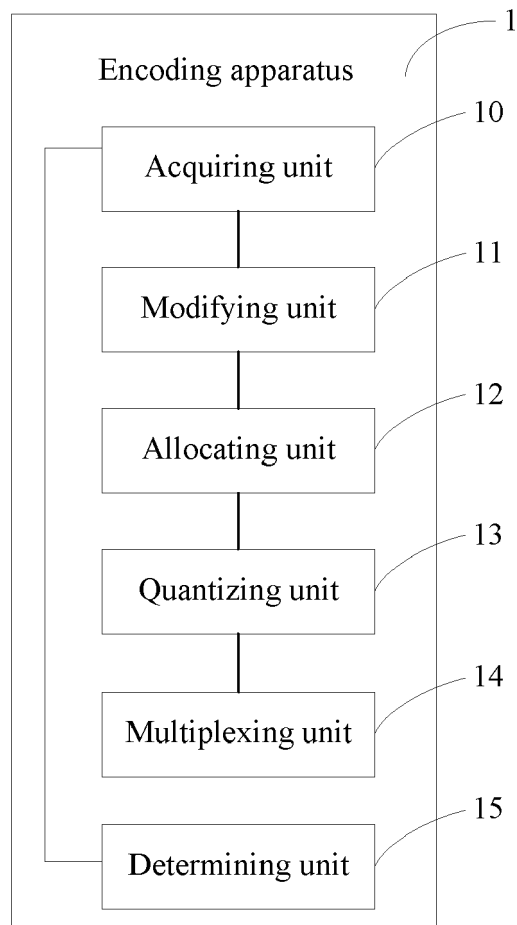 1
Encoding apparatus
10
Acquiring unit
11
Modifying unit
12
Allocating unit
13
Quantizing unit
14
Multiplexing unit
15
Determining unit